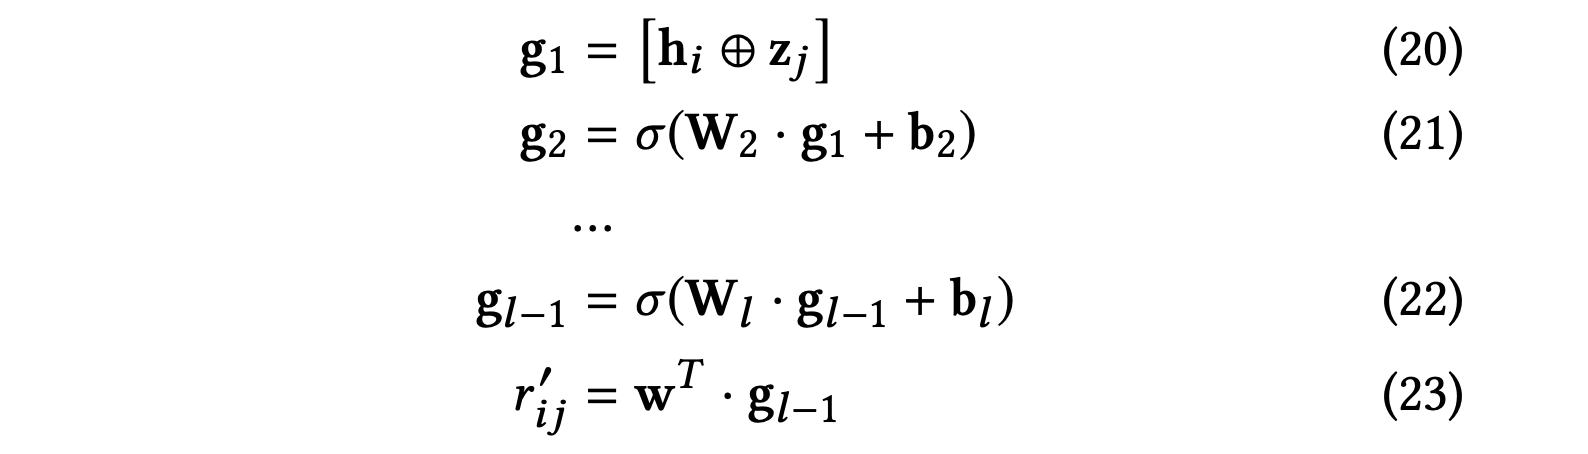 g₁ = [hᵢ ⊕ zⱼ] (20)
g₂ = σ(W₂ · g₁ + b₂) (21)
...
gₗ₋₁ = σ(Wₗ · gₗ₋₁ + bₗ) (22)
r′ᵢⱼ = wᵀ · gₗ₋₁ (23)